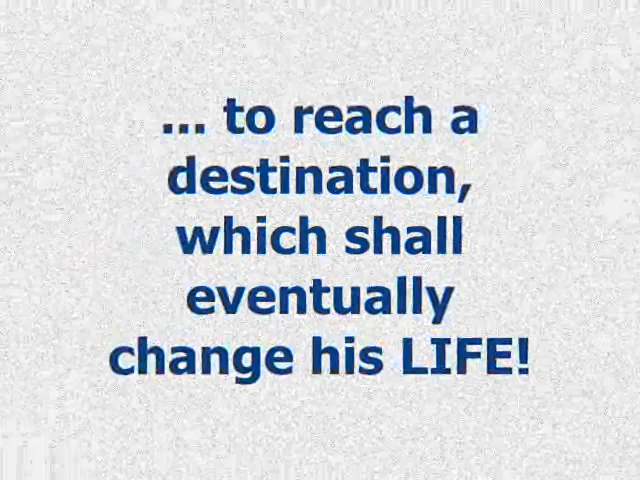 ... to reach a
destination,
which shall
eventually
change his LIFE!